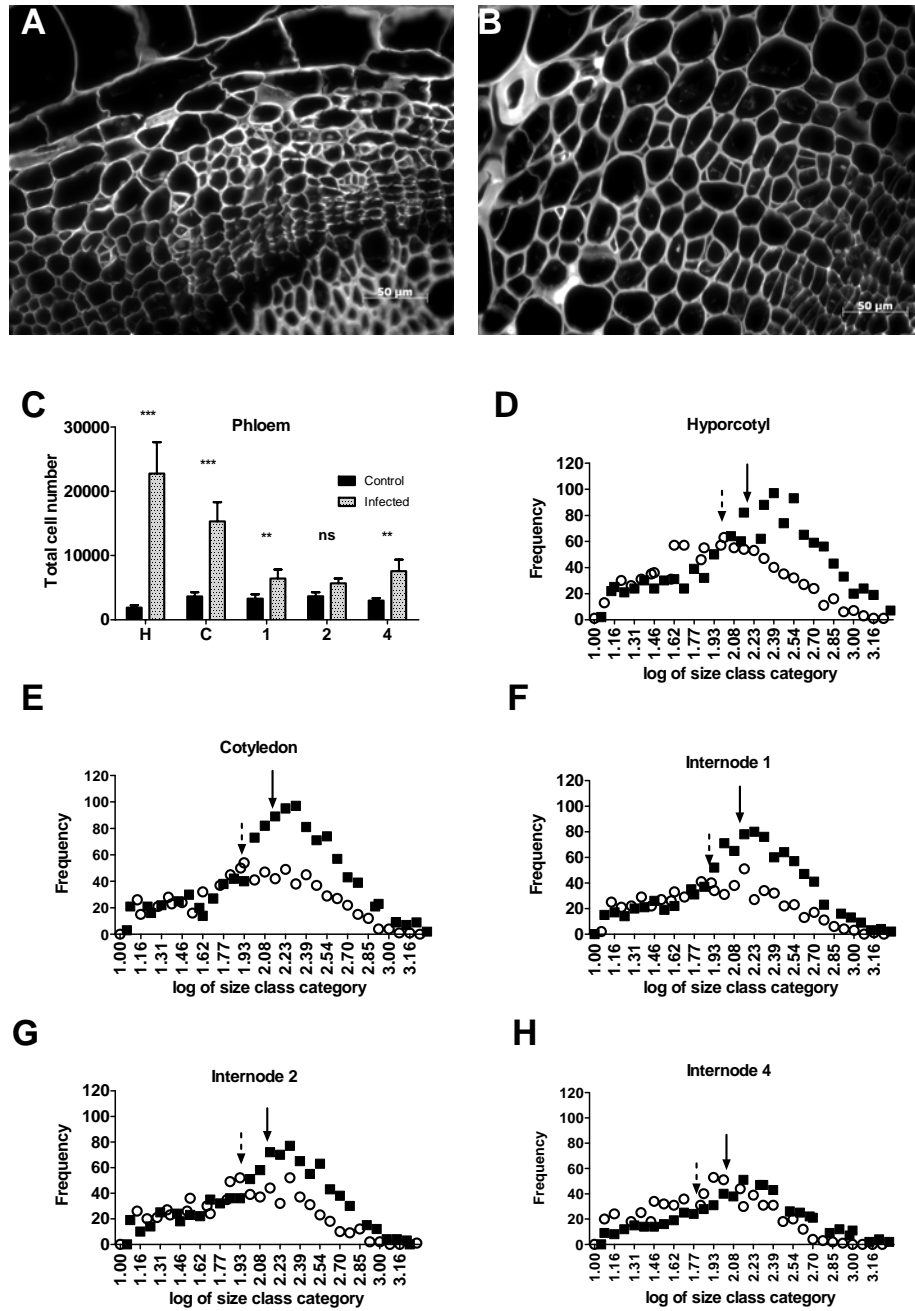 A
B
50 µm
50 µm
C
Phloem
Total cell number
30000
20000
10000
0
***
***
**
ns
**
Control
Infected
H C 1 2 4
D
Hyporcotyl
Frequency
120
100
80
60
40
20
0
1.00 1.16 1.31 1.46 1.62 1.77 1.93 2.08 2.23 2.39 2.54 2.70 2.85 3.00 3.16
log of size class category
E
Cotyledon
Frequency
120
100
80
60
40
20
0
1.00 1.16 1.31 1.46 1.62 1.77 1.93 2.08 2.23 2.39 2.54 2.70 2.85 3.00 3.16
log of size class category
F
Internode 1
Frequency
120
100
80
60
40
20
0
1.00 1.16 1.31 1.46 1.62 1.77 1.93 2.08 2.23 2.39 2.54 2.70 2.85 3.00 3.16
log of size class category
G
Internode 2
Frequency
120
100
80
60
40
20
0
1.00 1.16 1.31 1.46 1.62 1.77 1.93 2.08 2.23 2.39 2.54 2.70 2.85 3.00 3.16
log of size class category
H
Internode 4
Frequency
120
100
80
60
40
20
0
1.00 1.16 1.31 1.46 1.62 1.77 1.93 2.08 2.23 2.39 2.54 2.70 2.85 3.00 3.16
log of size class category